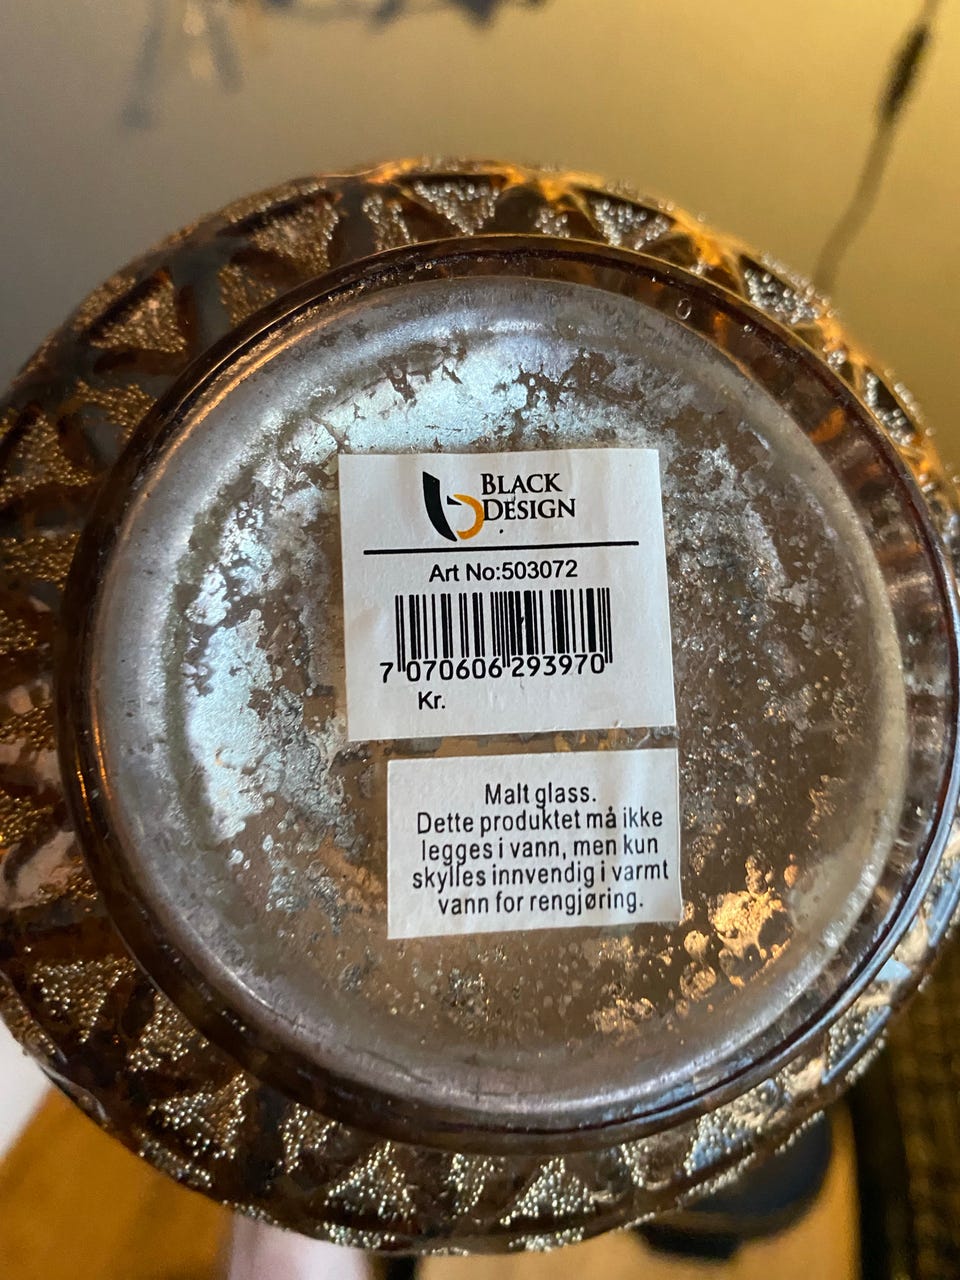 BLACK
DESIGN
Art No:503072
7 070606 293970
Kr.
Malt glass.
Dette produktet må ikke
legges i vann, men kun
skylles innvendig i varmt
vann for rengjøring.